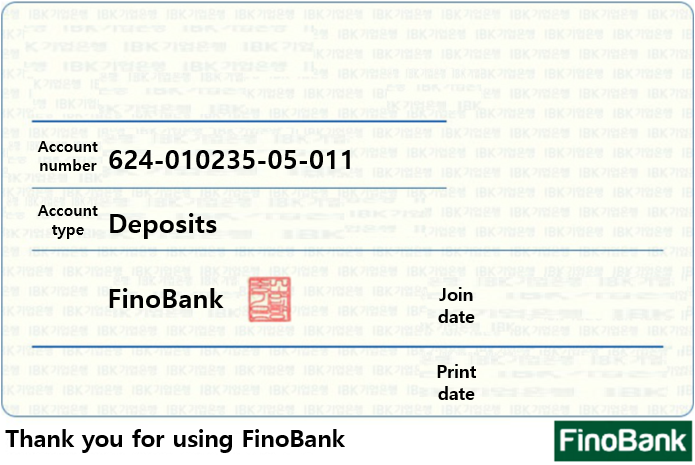 Account
number 624-010235-05-011
Account
type Deposits
FinoBank
Join
date
Print
date
Thank you for using FinoBank
FinoBank